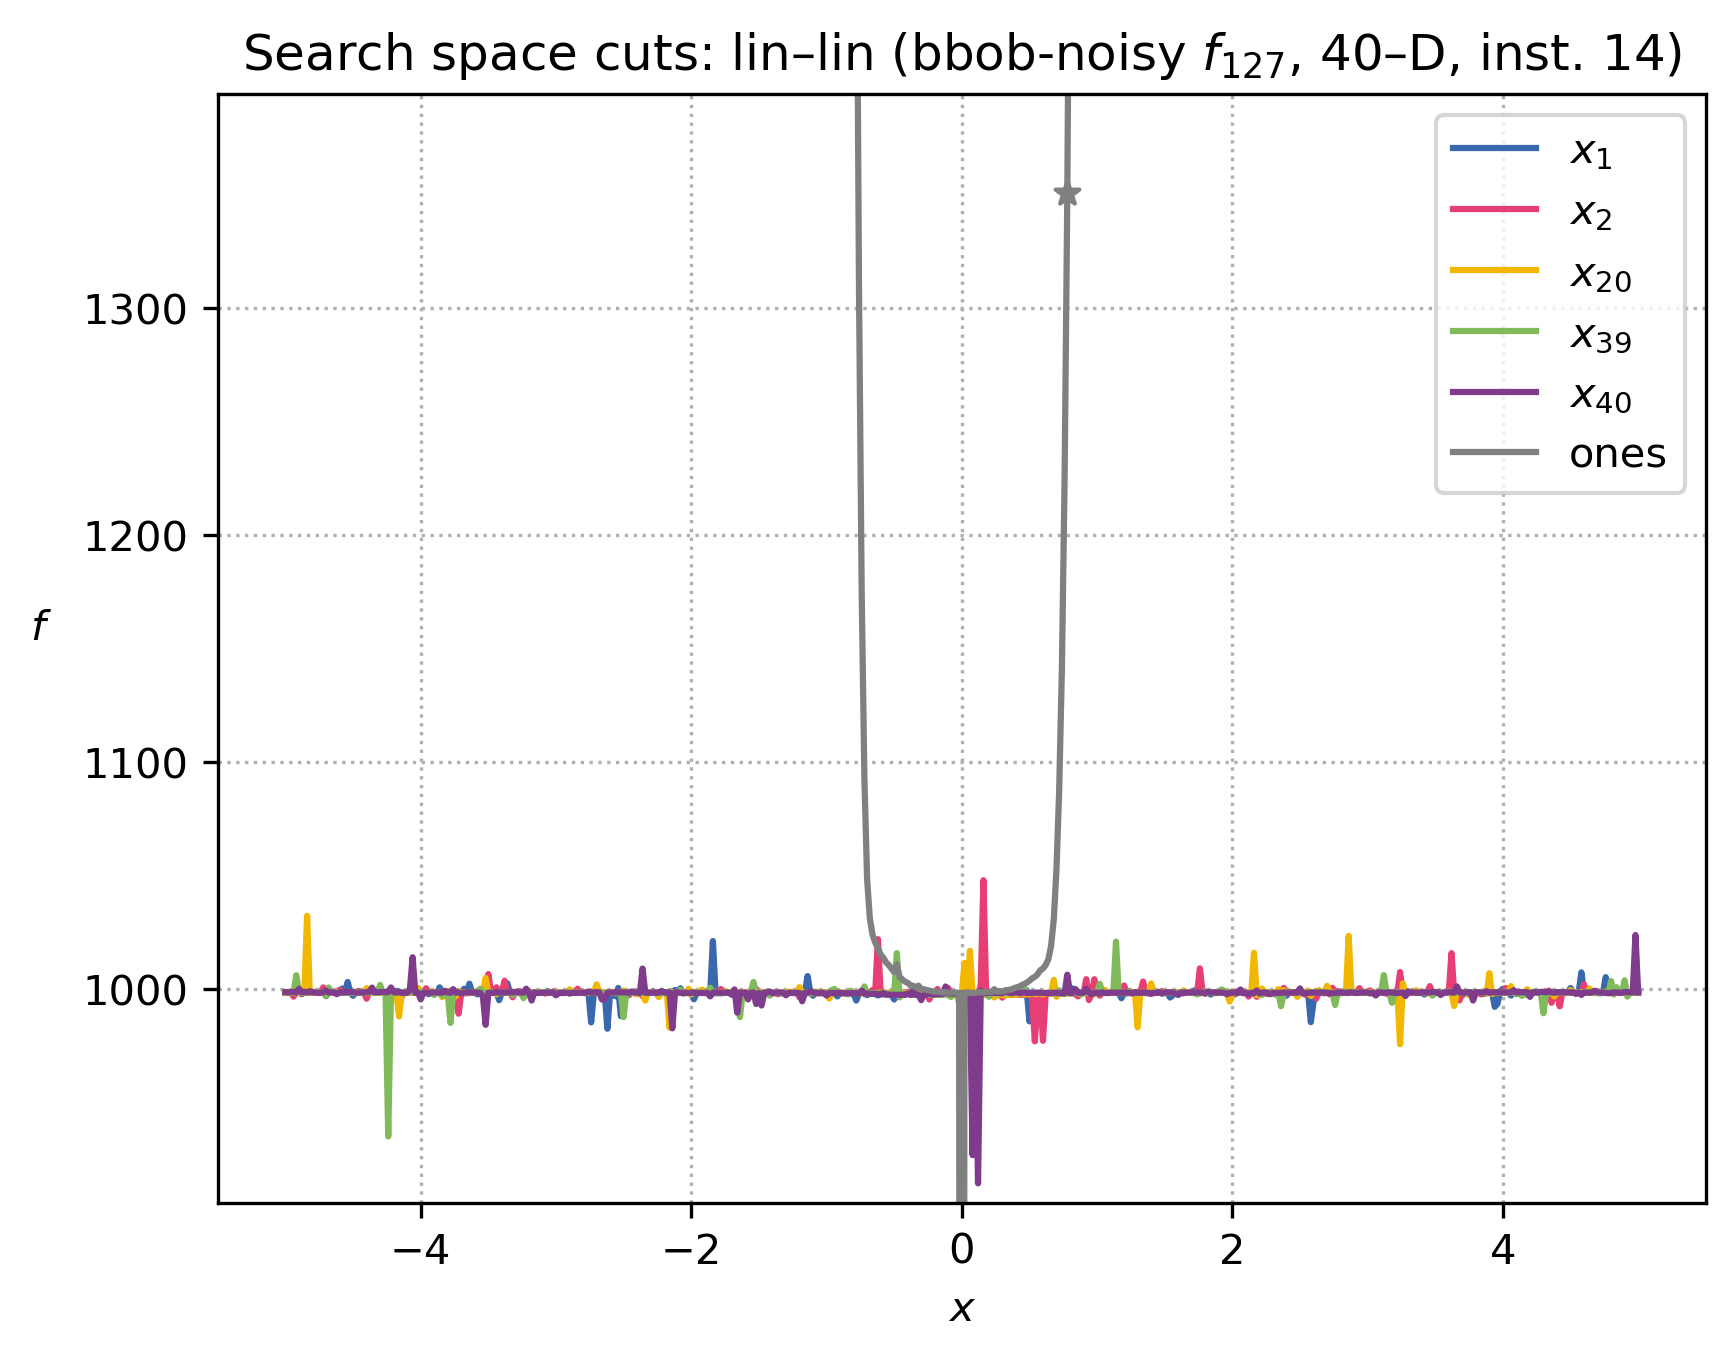 Search space cuts: lin–lin (bbob-noisy f₁₂₇, 40–D, inst. 14)
x₁
x₂
x₂₀
x₃₉
x₄₀
ones
f
1300
1200
1100
1000
−4
−2
0
2
4
x